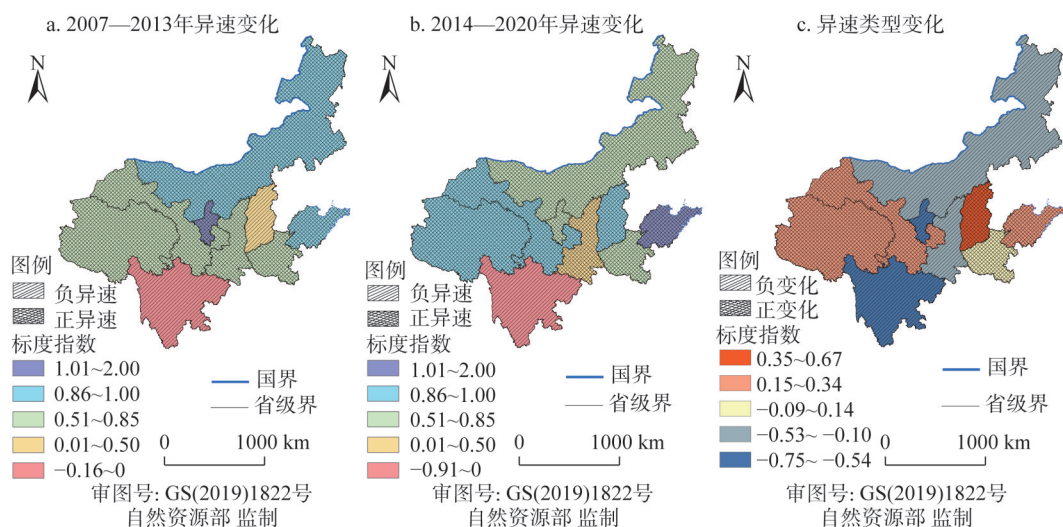 a. 2007—2013年异速变化
N
图例
负异速
正异速
标度指数
1.01~2.00
0.86~1.00
0.51~0.85
0.01~0.50
−0.16~0
国界
省级界
0 1000 km
审图号: GS(2019)1822号
自然资源部 监制
b. 2014—2020年异速变化
N
图例
负异速
正异速
标度指数
1.01~2.00
0.86~1.00
0.51~0.85
0.01~0.50
−0.91~0
国界
省级界
0 1000 km
审图号: GS(2019)1822号
自然资源部 监制
c. 异速类型变化
N
图例
负变化
正变化
标度指数
0.35~0.67
0.15~0.34
−0.09~0.14
−0.53~ −0.10
−0.75~ −0.54
国界
省级界
0 1000 km
审图号: GS(2019)1822号
自然资源部 监制